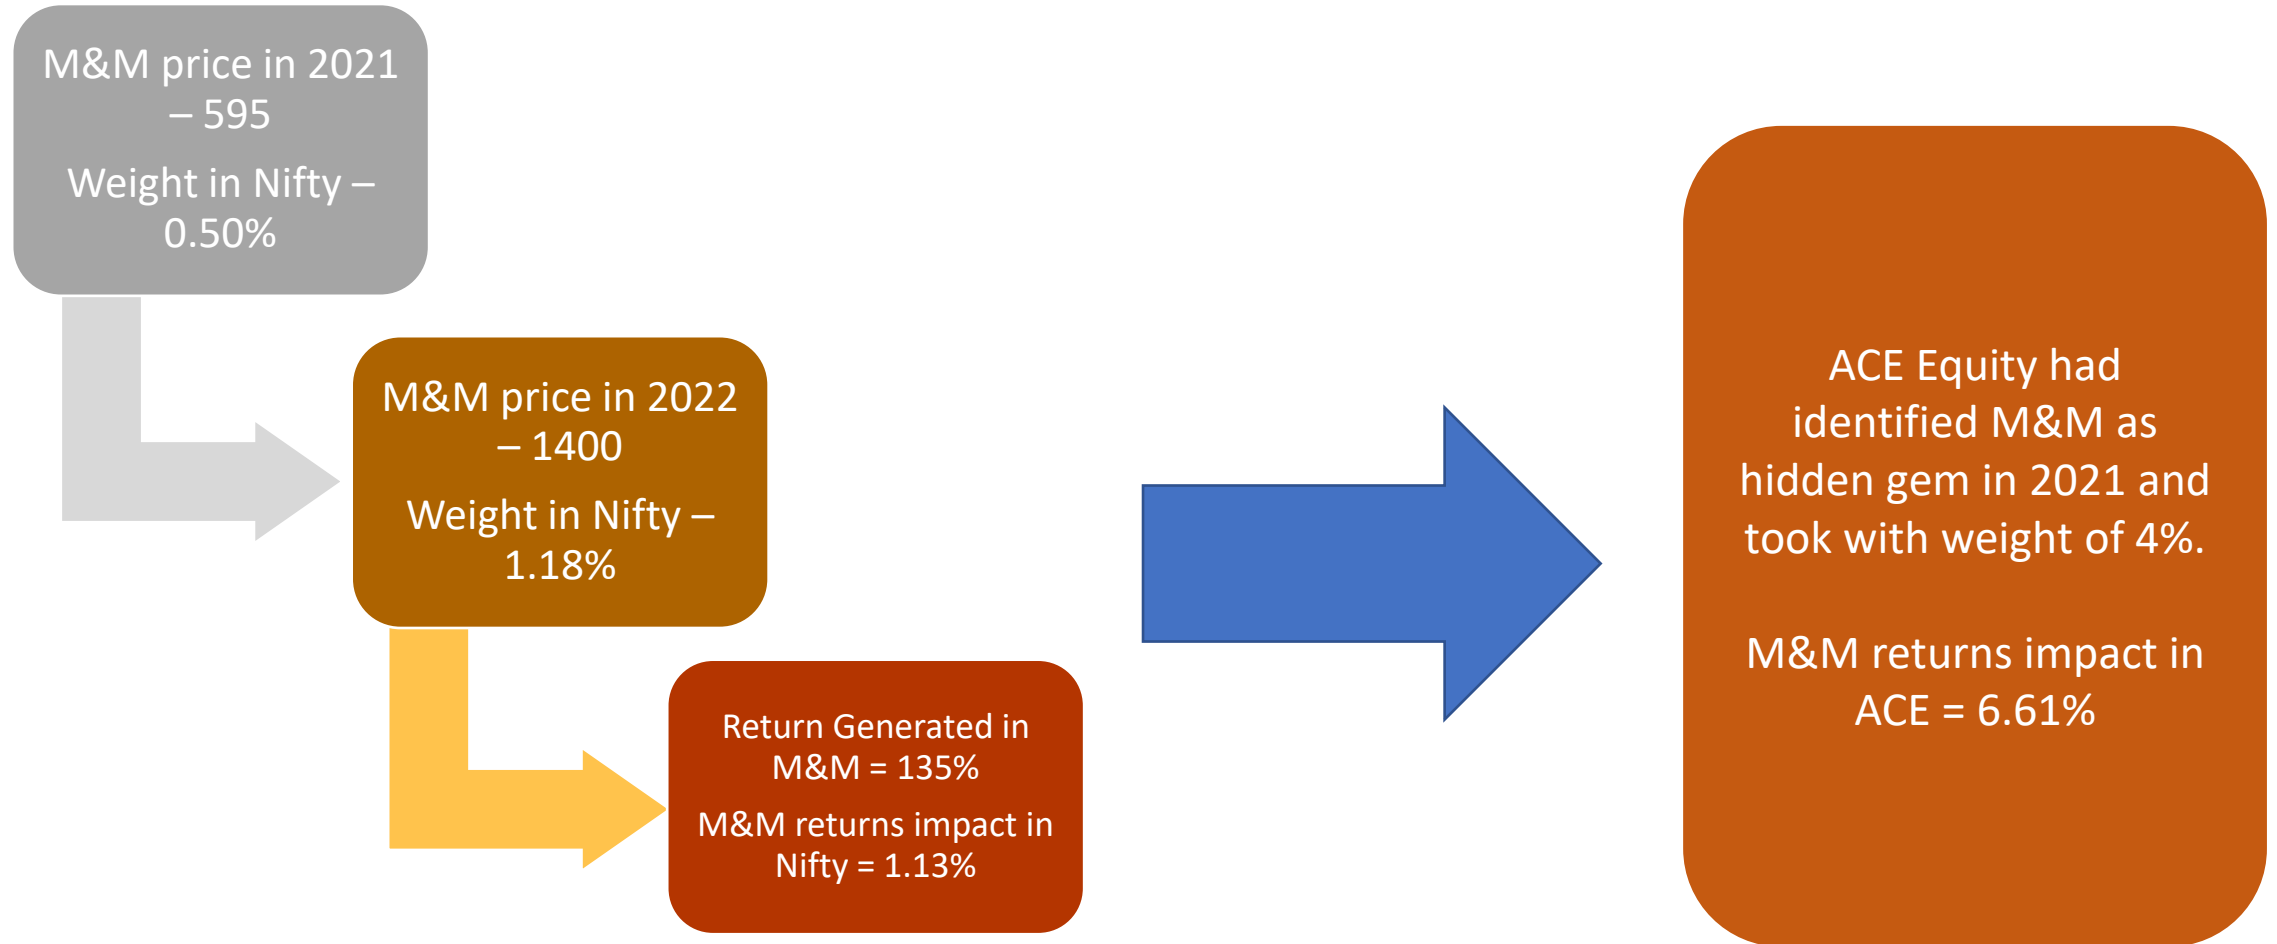 M&M price in 2021
– 595
Weight in Nifty –
0.50%
M&M price in 2022
– 1400
Weight in Nifty –
1.18%
Return Generated in
M&M = 135%
M&M returns impact in
Nifty = 1.13%
ACE Equity had
identified M&M as
hidden gem in 2021 and
took with weight of 4%.
M&M returns impact in
ACE = 6.61%